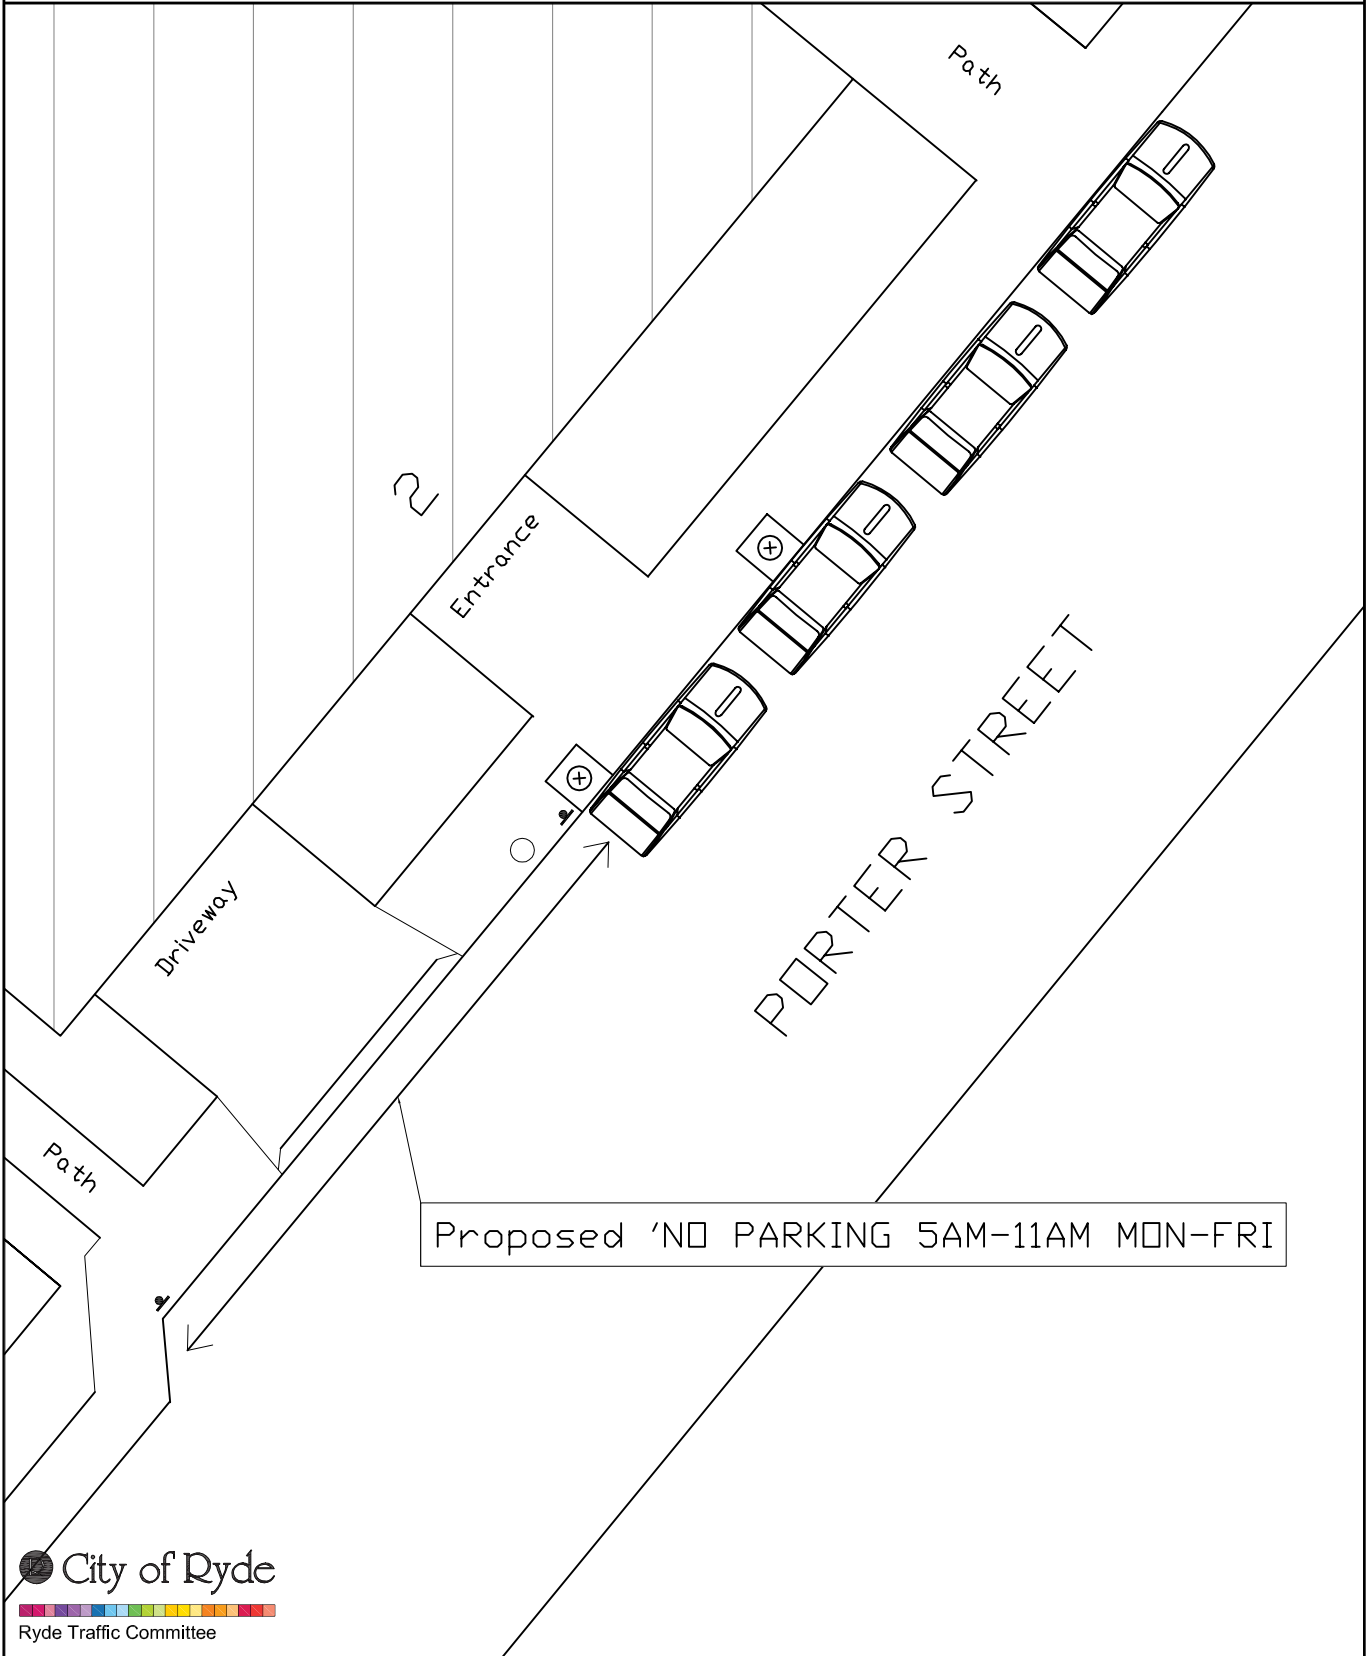 Path
2
Entrance
PORTER STREET
Driveway
Path
Proposed 'NO PARKING 5AM-11AM MON-FRI
City of Ryde
Ryde Traffic Committee